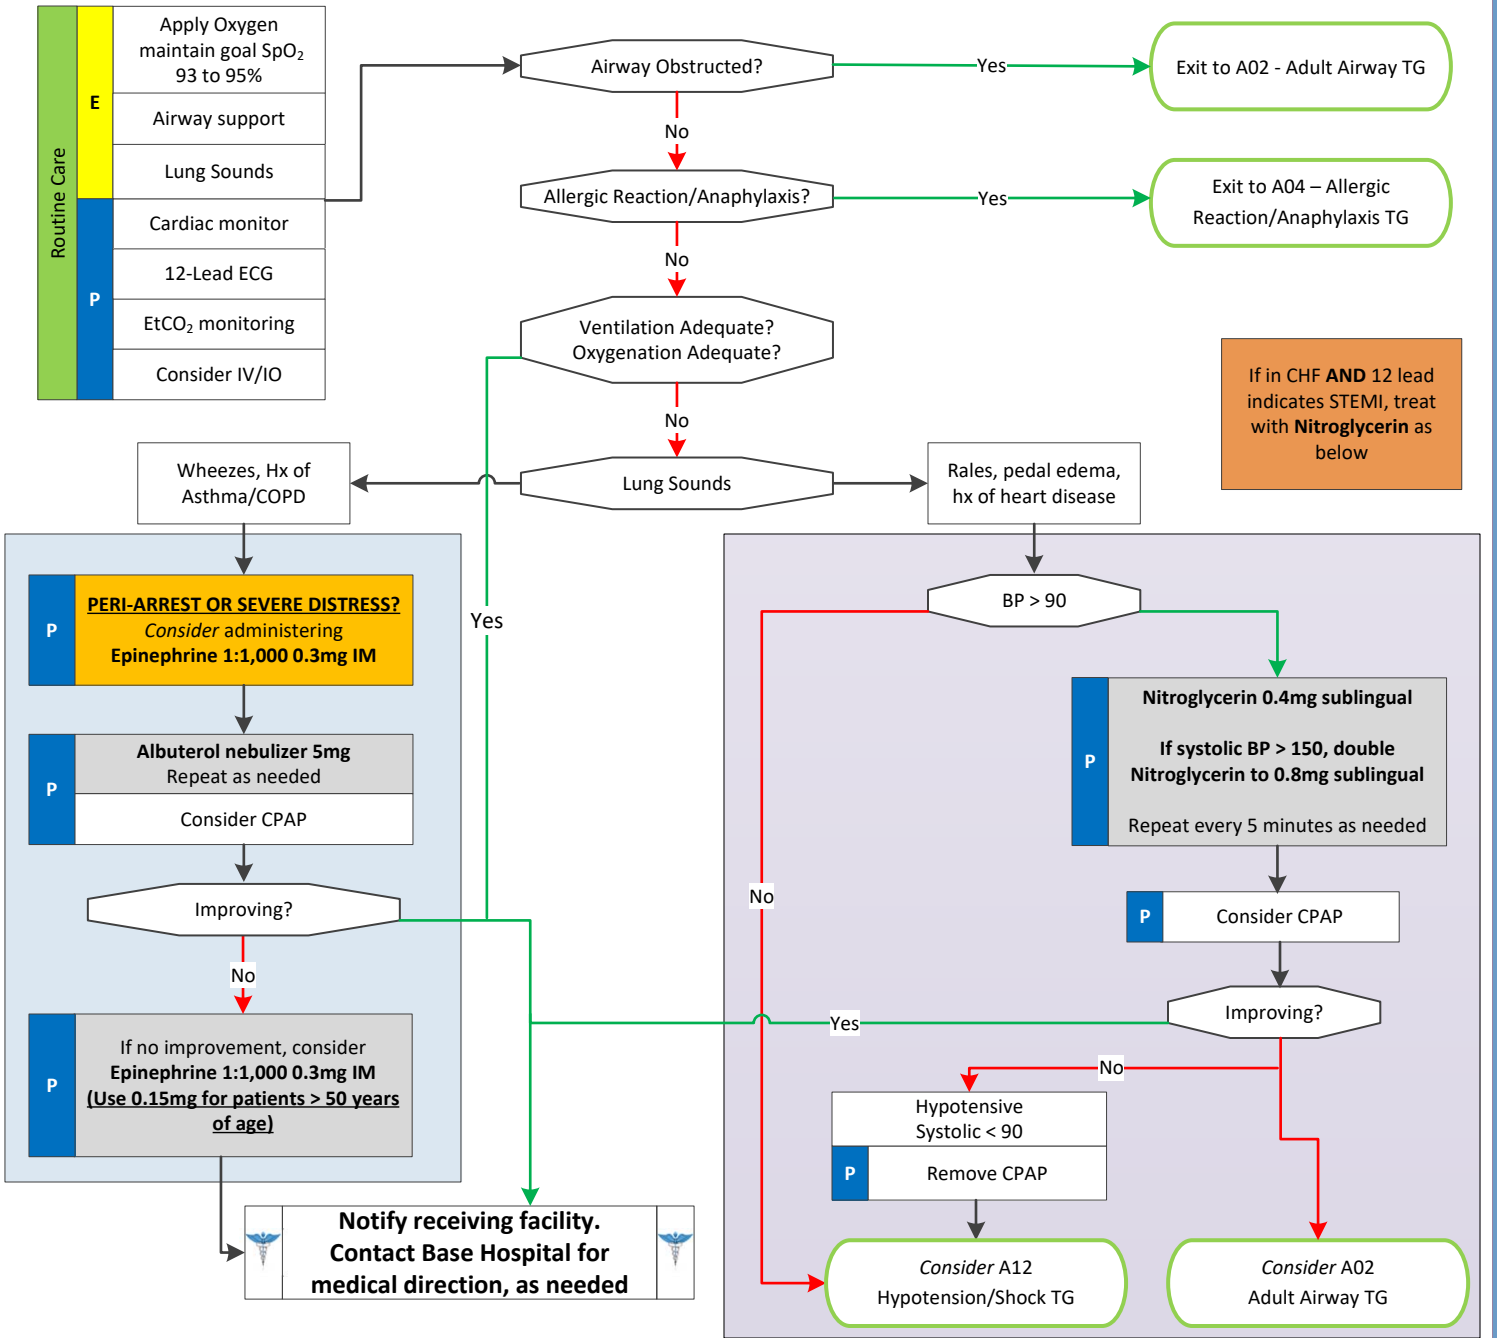 Routine Care
E
Apply Oxygen
maintain goal SpO₂
93 to 95%
Airway support
Lung Sounds
P
Cardiac monitor
12-Lead ECG
EtCO₂ monitoring
Consider IV/IO
Airway Obstructed?
Yes
Exit to A02 - Adult Airway TG
No
Allergic Reaction/Anaphylaxis?
Yes
Exit to A04 – Allergic
Reaction/Anaphylaxis TG
No
Ventilation Adequate?
Oxygenation Adequate?
Yes
No
If in CHF AND 12 lead
indicates STEMI, treat
with Nitroglycerin as
below
Lung Sounds
Wheezes, Hx of
Asthma/COPD
P
PERI-ARREST OR SEVERE DISTRESS?
Consider administering
Epinephrine 1:1,000 0.3mg IM
P
Albuterol nebulizer 5mg
Repeat as needed
Consider CPAP
Improving?
No
P
If no improvement, consider
Epinephrine 1:1,000 0.3mg IM
(Use 0.15mg for patients > 50 years
of age)
Rales, pedal edema,
hx of heart disease
BP > 90
No
P
Nitroglycerin 0.4mg sublingual
If systolic BP > 150, double
Nitroglycerin to 0.8mg sublingual
Repeat every 5 minutes as needed
P
Consider CPAP
Improving?
Yes
No
Hypotensive
Systolic < 90
P
Remove CPAP
Consider A12
Hypotension/Shock TG
Consider A02
Adult Airway TG
Notify receiving facility.
Contact Base Hospital for
medical direction, as needed